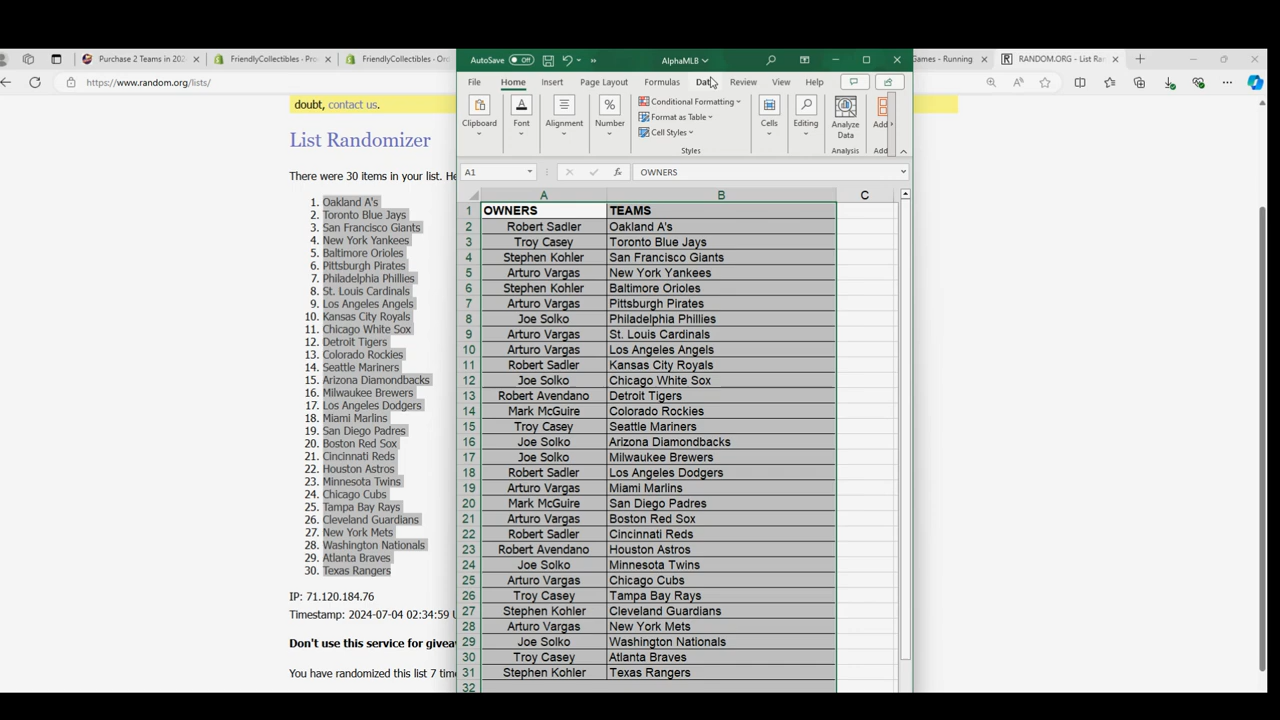 Purchase 2 Teams in 202
FriendlyCollectibles · Pro
FriendlyCollectibles · Or
Games - Running
RANDOM.ORG - List Ran
https://www.random.org/lists/
doubt, contact us.
List Randomizer
There were 30 items in your list. He
1. Oakland A's
2. Toronto Blue Jays
3. San Francisco Giants
4. New York Yankees
5. Baltimore Orioles
6. Pittsburgh Pirates
7. Philadelphia Phillies
8. St. Louis Cardinals
9. Los Angeles Angels
10. Kansas City Royals
11. Chicago White Sox
12. Detroit Tigers
13. Colorado Rockies
14. Seattle Mariners
15. Arizona Diamondbacks
16. Milwaukee Brewers
17. Los Angeles Dodgers
18. Miami Marlins
19. San Diego Padres
20. Boston Red Sox
21. Cincinnati Reds
22. Houston Astros
23. Minnesota Twins
24. Chicago Cubs
25. Tampa Bay Rays
26. Cleveland Guardians
27. New York Mets
28. Washington Nationals
29. Atlanta Braves
30. Texas Rangers
IP: 71.120.184.76
Timestamp: 2024-07-04 02:34:59 U
Don't use this service for giveaw
You have randomized this list 7 time
AutoSave Off AlphaMLB
File Home Insert Page Layout Formulas Data Review View Help
Clipboard Font Alignment Number
Conditional Formatting
Format as Table
Cell Styles
Styles
Cells Editing Analyze Data Add
Analysis Add
A1 OWNERS
A B C
1 OWNERS TEAMS
2 Robert Sadler Oakland A's
3 Troy Casey Toronto Blue Jays
4 Stephen Kohler San Francisco Giants
5 Arturo Vargas New York Yankees
6 Stephen Kohler Baltimore Orioles
7 Arturo Vargas Pittsburgh Pirates
8 Joe Solko Philadelphia Phillies
9 Arturo Vargas St. Louis Cardinals
10 Arturo Vargas Los Angeles Angels
11 Robert Sadler Kansas City Royals
12 Joe Solko Chicago White Sox
13 Robert Avendano Detroit Tigers
14 Mark McGuire Colorado Rockies
15 Troy Casey Seattle Mariners
16 Joe Solko Arizona Diamondbacks
17 Joe Solko Milwaukee Brewers
18 Robert Sadler Los Angeles Dodgers
19 Arturo Vargas Miami Marlins
20 Mark McGuire San Diego Padres
21 Arturo Vargas Boston Red Sox
22 Robert Sadler Cincinnati Reds
23 Robert Avendano Houston Astros
24 Joe Solko Minnesota Twins
25 Arturo Vargas Chicago Cubs
26 Troy Casey Tampa Bay Rays
27 Stephen Kohler Cleveland Guardians
28 Arturo Vargas New York Mets
29 Joe Solko Washington Nationals
30 Troy Casey Atlanta Braves
31 Stephen Kohler Texas Rangers
32